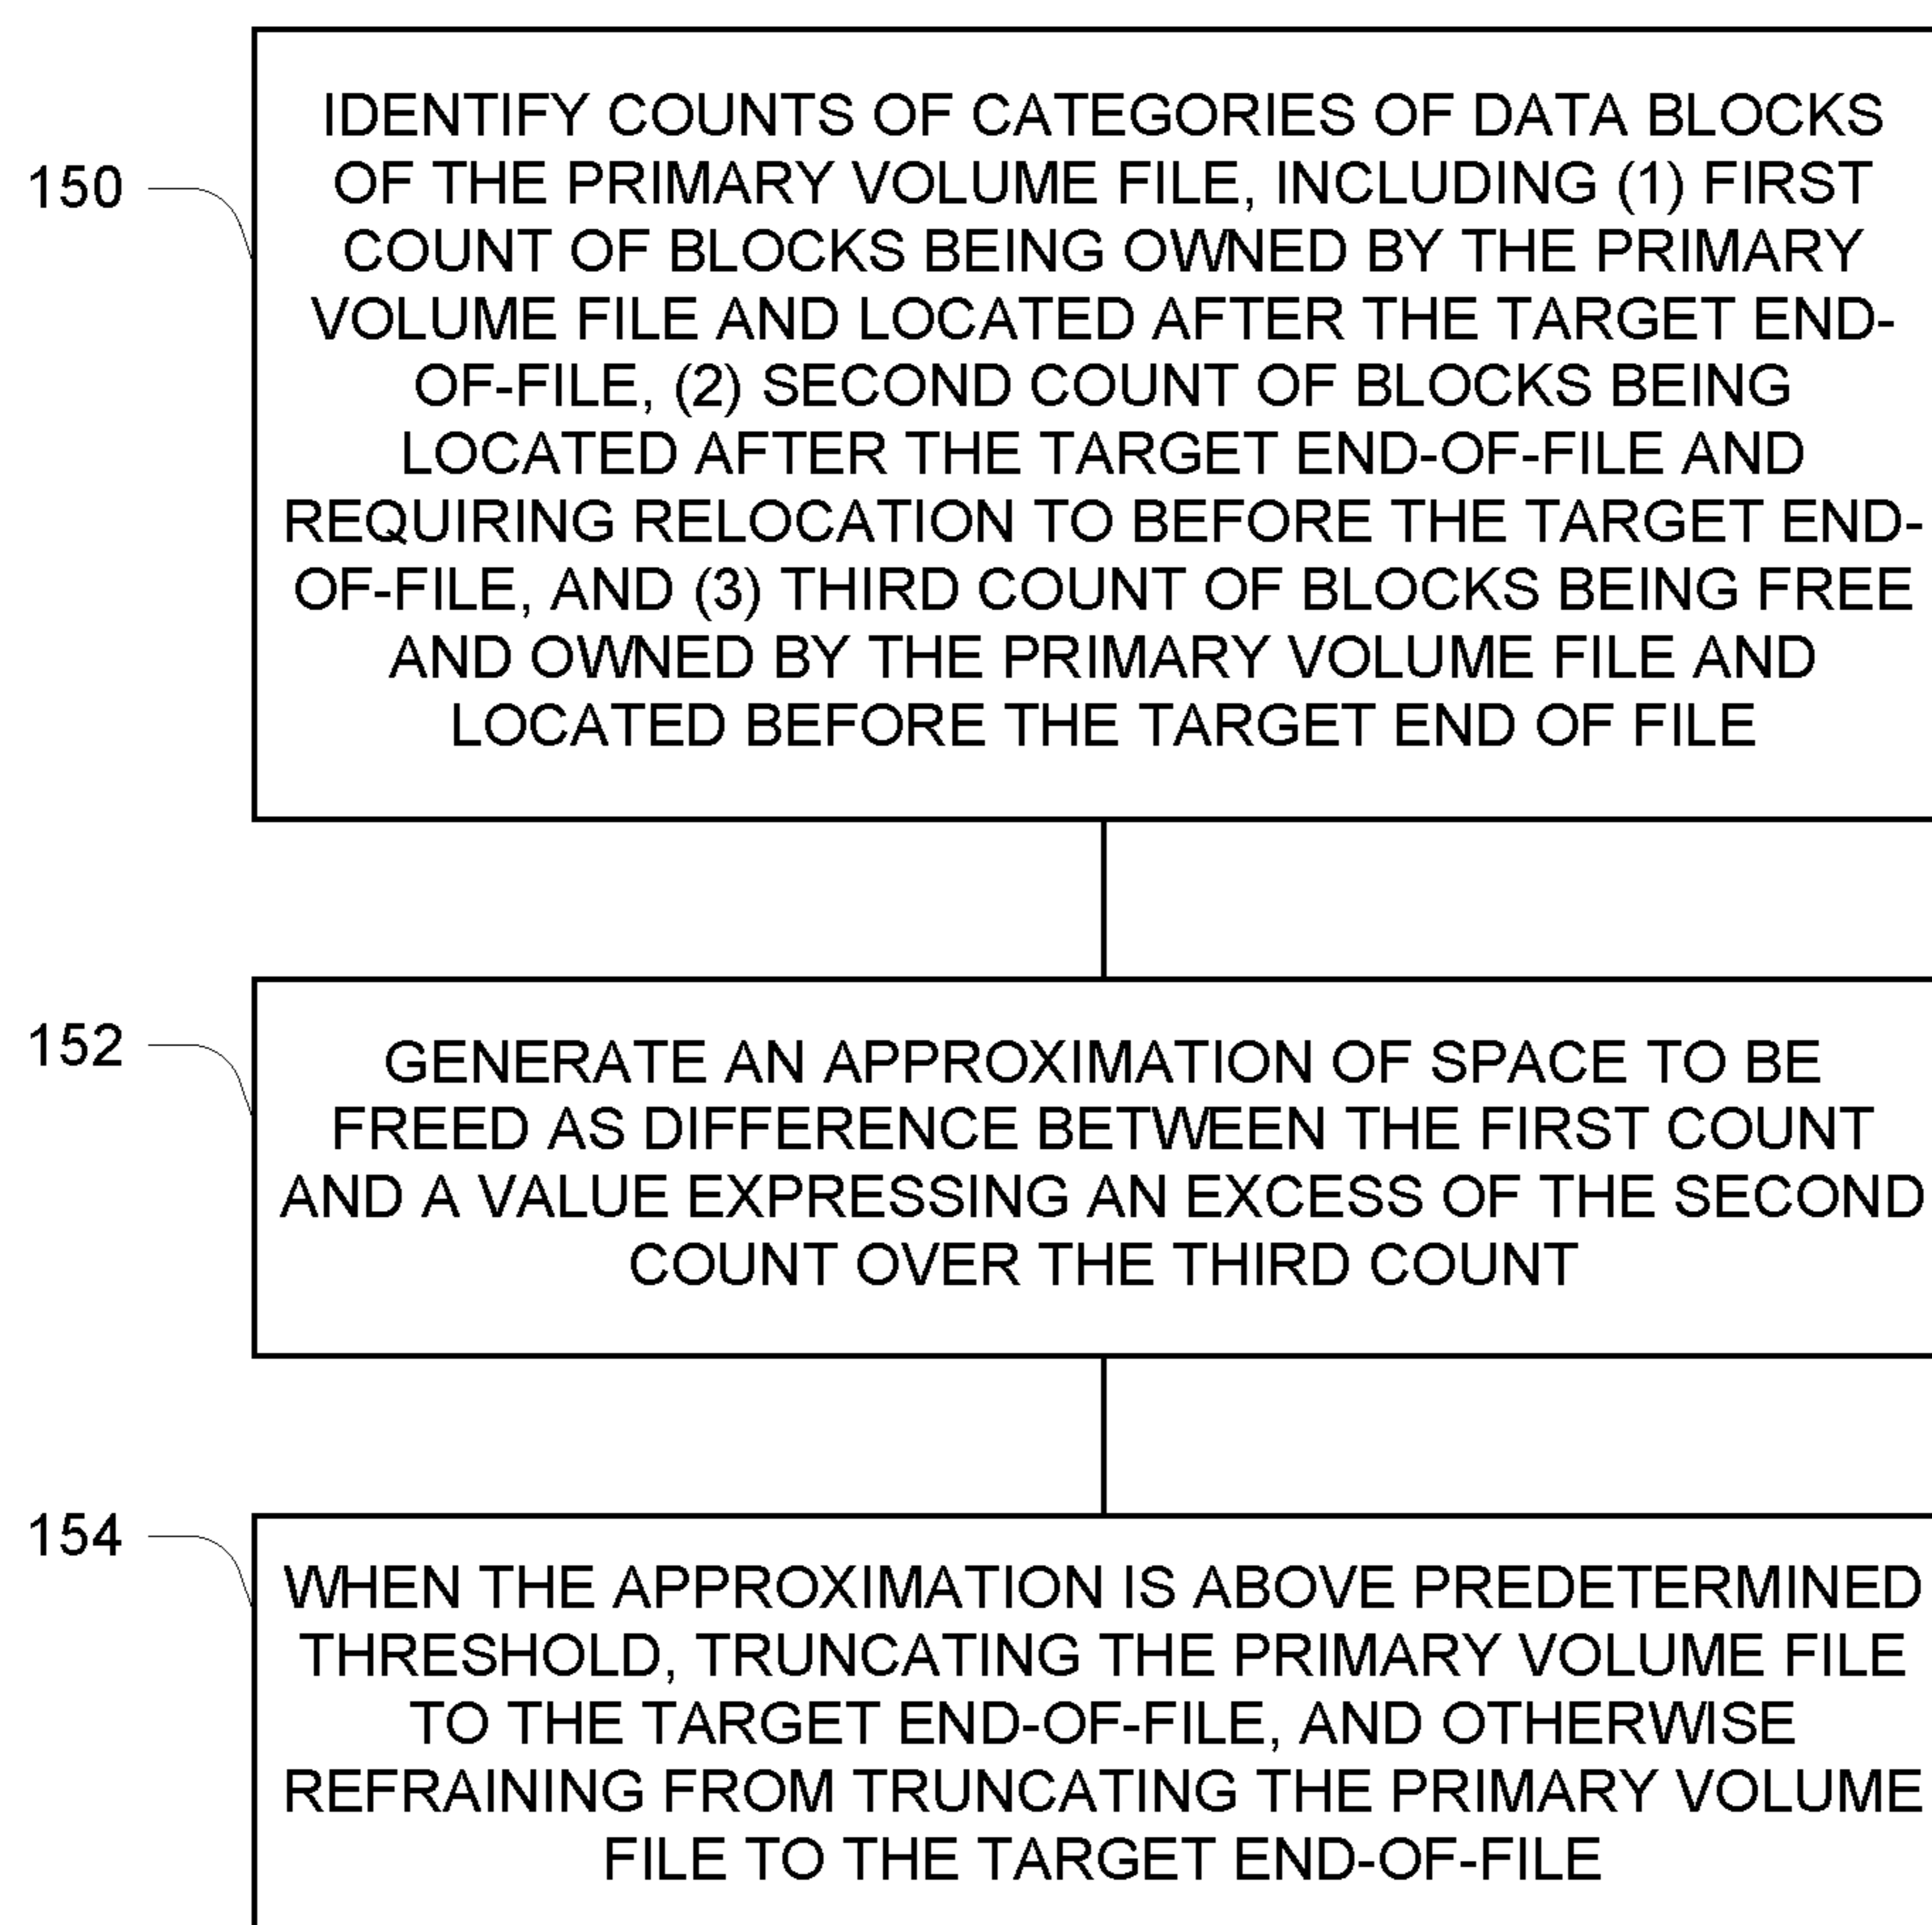 150
IDENTIFY COUNTS OF CATEGORIES OF DATA BLOCKS
OF THE PRIMARY VOLUME FILE, INCLUDING (1) FIRST
COUNT OF BLOCKS BEING OWNED BY THE PRIMARY
VOLUME FILE AND LOCATED AFTER THE TARGET END-
OF-FILE, (2) SECOND COUNT OF BLOCKS BEING
LOCATED AFTER THE TARGET END-OF-FILE AND
REQUIRING RELOCATION TO BEFORE THE TARGET END-
OF-FILE, AND (3) THIRD COUNT OF BLOCKS BEING FREE
AND OWNED BY THE PRIMARY VOLUME FILE AND
LOCATED BEFORE THE TARGET END OF FILE
152
GENERATE AN APPROXIMATION OF SPACE TO BE
FREED AS DIFFERENCE BETWEEN THE FIRST COUNT
AND A VALUE EXPRESSING AN EXCESS OF THE SECOND
COUNT OVER THE THIRD COUNT
154
WHEN THE APPROXIMATION IS ABOVE PREDETERMINED
THRESHOLD, TRUNCATING THE PRIMARY VOLUME FILE
TO THE TARGET END-OF-FILE, AND OTHERWISE
REFRAINING FROM TRUNCATING THE PRIMARY VOLUME
FILE TO THE TARGET END-OF-FILE